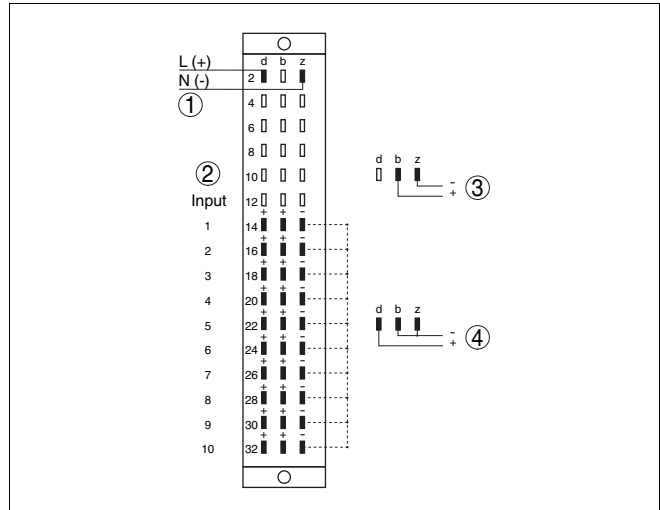 L (+)
N (-)
①
d b z
2
4
6
8
②
10
Input
12
+ + -
1 14
+ + -
2 16
+ + -
3 18
+ + -
4 20
+ + -
5 22
+ + -
6 24
+ + -
7 26
+ + -
8 28
+ + -
9 30
+ + -
10 32
d b z
-
+
③
d b z
-
+
④